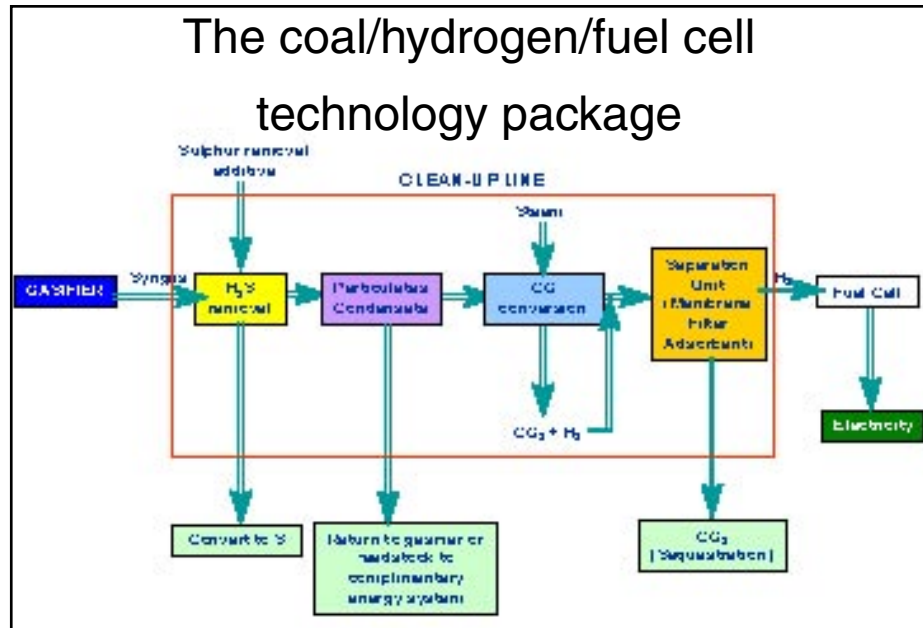 The coal/hydrogen/fuel cell
technology package
Sulphur removal
additive
CLEAN-UP LINE
Steam
GASIFIER
Syngas
H₂S
removal
Particulates
Condensate
CO
conversion
Separation
Unit
(Membrane
Filter
Adsorbant)
H₂
Fuel Cell
CO₂ + H₂
Electricity
Convert to S
Return to gasifier or
feedstock to
complimentary
energy system
CO₂
(Sequestration)